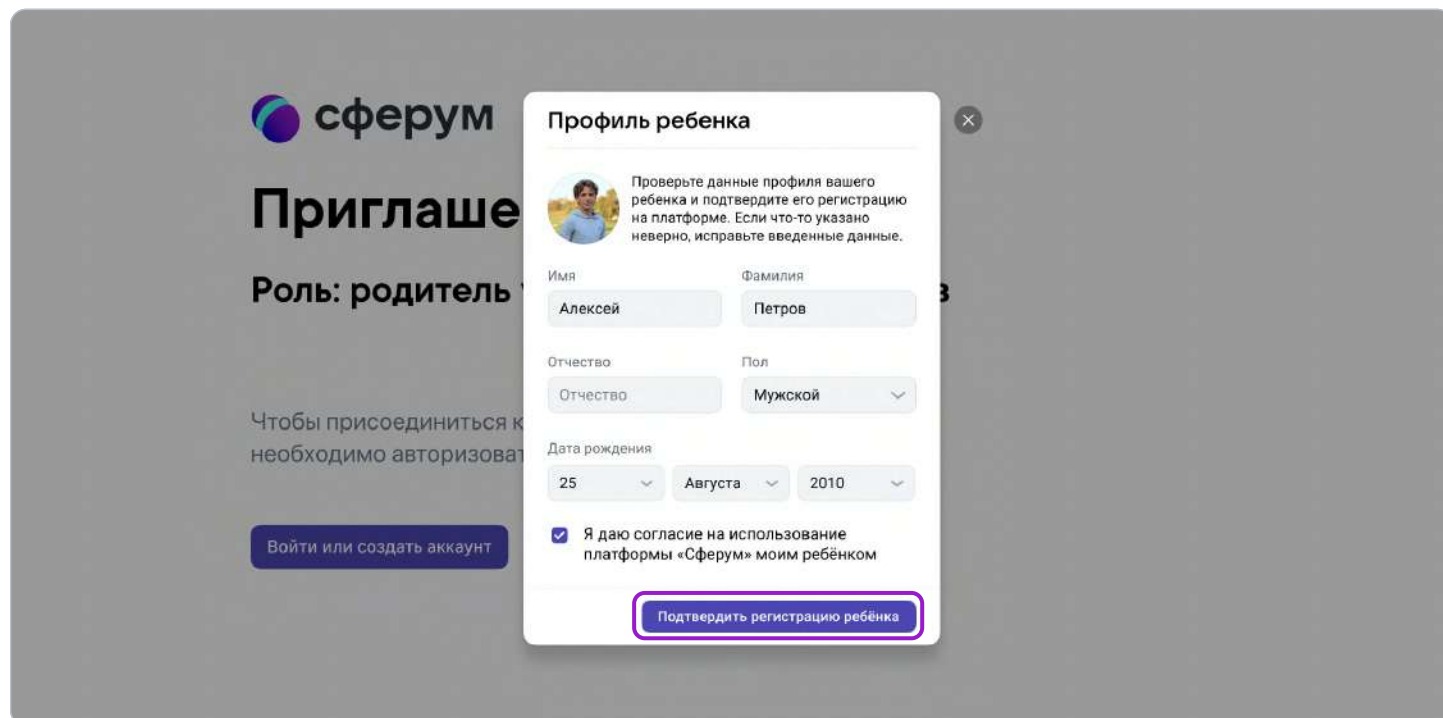 сферум
Приглаше
Роль: родитель
Чтобы присоединиться к
необходимо авторизоват
Войти или создать аккаунт
Профиль ребенка
Проверьте данные профиля вашего
ребенка и подтвердите его регистрацию
на платформе. Если что-то указано
неверно, исправьте введенные данные.
Имя
Фамилия
Алексей
Петров
Отчество
Пол
Отчество
Мужской
Дата рождения
25
Августа
2010
Я даю согласие на использование
платформы «Сферум» моим ребёнком
Подтвердить регистрацию ребёнка